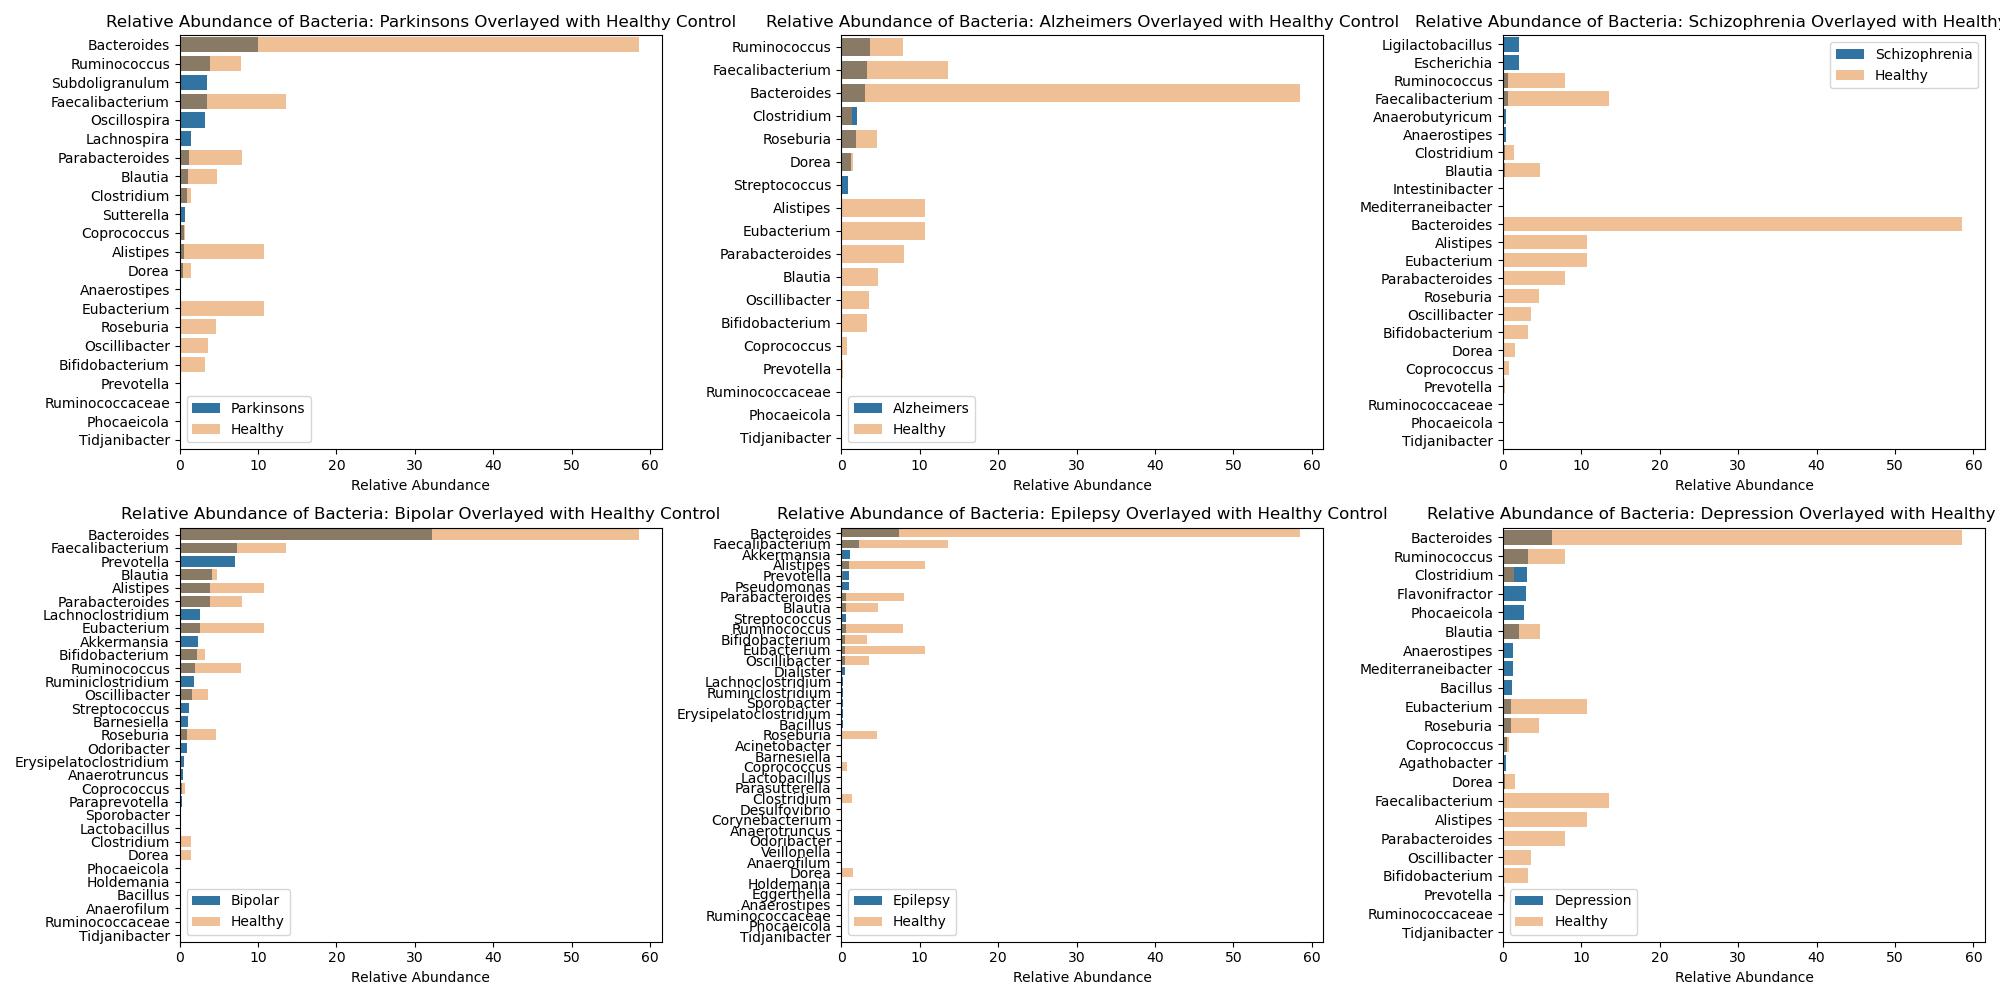 Relative Abundance of Bacteria: Parkinsons Overlayed with Healthy Control
Bacteroides
Ruminococcus
Subdoligranulum
Faecalibacterium
Oscillospira
Lachnospira
Parabacteroides
Blautia
Clostridium
Sutterella
Coprococcus
Alistipes
Dorea
Anaerostipes
Eubacterium
Roseburia
Oscillibacter
Bifidobacterium
Prevotella
Ruminococcaceae
Phocaeicola
Tidjanibacter
Parkinsons
Healthy
0 10 20 30 40 50 60
Relative Abundance
Relative Abundance of Bacteria: Alzheimers Overlayed with Healthy Control
Ruminococcus
Faecalibacterium
Bacteroides
Clostridium
Roseburia
Dorea
Streptococcus
Alistipes
Eubacterium
Parabacteroides
Blautia
Oscillibacter
Bifidobacterium
Coprococcus
Prevotella
Ruminococcaceae
Phocaeicola
Tidjanibacter
Alzheimers
Healthy
0 10 20 30 40 50 60
Relative Abundance
Relative Abundance of Bacteria: Schizophrenia Overlayed with Healthy
Ligilactobacillus
Escherichia
Ruminococcus
Faecalibacterium
Anaerobutyricum
Anaerostipes
Clostridium
Blautia
Intestinibacter
Mediterraneibacter
Bacteroides
Alistipes
Eubacterium
Parabacteroides
Roseburia
Oscillibacter
Bifidobacterium
Dorea
Coprococcus
Prevotella
Ruminococcaceae
Phocaeicola
Tidjanibacter
Schizophrenia
Healthy
0 10 20 30 40 50 60
Relative Abundance
Relative Abundance of Bacteria: Bipolar Overlayed with Healthy Control
Bacteroides
Faecalibacterium
Prevotella
Blautia
Alistipes
Parabacteroides
Lachnoclostridium
Eubacterium
Akkermansia
Bifidobacterium
Ruminococcus
Ruminiclostridium
Oscillibacter
Streptococcus
Barnesiella
Roseburia
Odoribacter
Erysipelatoclostridium
Anaerotruncus
Coprococcus
Paraprevotella
Sporobacter
Lactobacillus
Clostridium
Dorea
Phocaeicola
Holdemania
Bacillus
Anaerofilum
Ruminococcaceae
Tidjanibacter
Bipolar
Healthy
0 10 20 30 40 50 60
Relative Abundance
Relative Abundance of Bacteria: Epilepsy Overlayed with Healthy Control
Bacteroides
Faecalibacterium
Akkermansia
Alistipes
Prevotella
Pseudomonas
Parabacteroides
Blautia
Streptococcus
Ruminococcus
Bifidobacterium
Eubacterium
Oscillibacter
Dialister
Lachnoclostridium
Ruminiclostridium
Sporobacter
Erysipelatoclostridium
Bacillus
Roseburia
Acinetobacter
Barnesiella
Coprococcus
Lactobacillus
Parasutterella
Clostridium
Desulfovibrio
Corynebacterium
Anaerotruncus
Odoribacter
Veillonella
Anaerofilum
Dorea
Holdemania
Eggerthella
Anaerostipes
Ruminococcaceae
Phocaeicola
Tidjanibacter
Epilepsy
Healthy
0 10 20 30 40 50 60
Relative Abundance
Relative Abundance of Bacteria: Depression Overlayed with Healthy
Bacteroides
Ruminococcus
Clostridium
Flavonifractor
Phocaeicola
Blautia
Anaerostipes
Mediterraneibacter
Bacillus
Eubacterium
Roseburia
Coprococcus
Agathobacter
Dorea
Faecalibacterium
Alistipes
Parabacteroides
Oscillibacter
Bifidobacterium
Prevotella
Ruminococcaceae
Tidjanibacter
Depression
Healthy
0 10 20 30 40 50 60
Relative Abundance